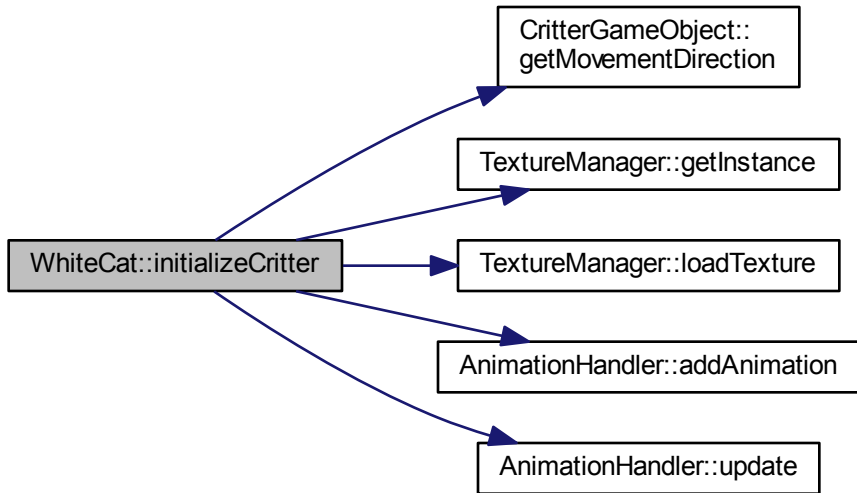 CritterGameObject::
getMovementDirection
TextureManager::getInstance
WhiteCat::initializeCritter
TextureManager::loadTexture
AnimationHandler::addAnimation
AnimationHandler::update